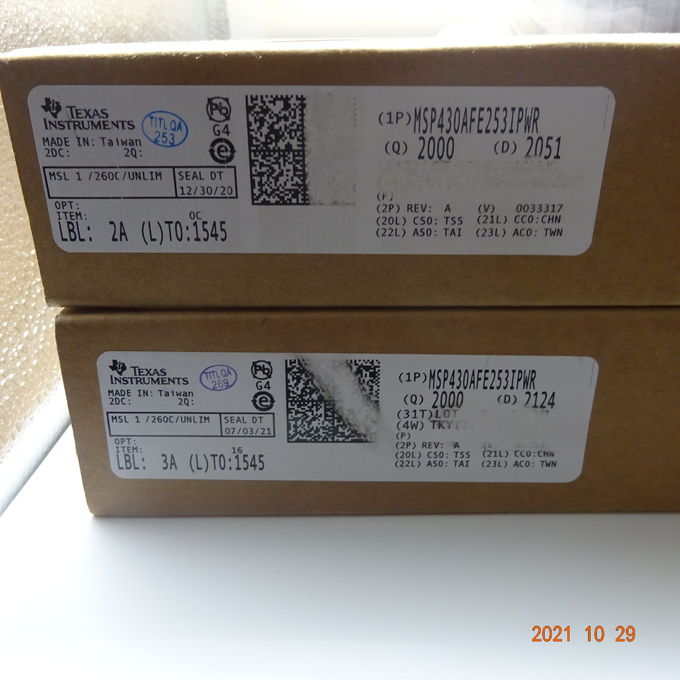 TEXAS
INSTRUMENTS
TITL QA
253
Pb
G4
e
MADE IN: Taiwan
2DC: 2Q:
MSL 1 /260C/UNLIM
SEAL DT
12/30/20
OPT:
ITEM:
0C
LBL: 2A (L)TO:1545
(1P)MSP430AFE253IPWR
(Q) 2000 (D) 2051
(P)
(2P) REV: A (V) 0033317
(20L) CSO: TSS (21L) CCO:CHN
(22L) ASO: TAI (23L) ACO: TWN
TEXAS
INSTRUMENTS
TITL QA
269
Pb
G4
e
MADE IN: Taiwan
2DC: 2Q:
MSL 1 /260C/UNLIM
SEAL DT
07/03/21
OPT:
ITEM:
16
LBL: 3A (L)TO:1545
(1P)MSP430AFE253IPWR
(Q) 2000 (D) 2124
(31T)LOT
(4W) TKY(
(P)
(2P) REV: A (V)
(20L) CSO: TSS (21L) CCO:CHN
(22L) ASO: TAI (23L) ACO: TWN
2021 10 29